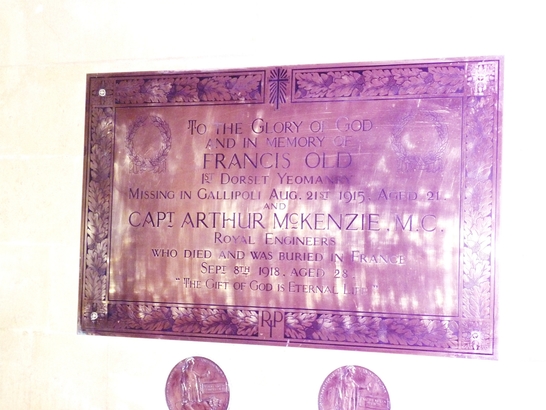 To the Glory of God
and in memory of
FRANCIS OLD
1st Dorset Yeomanry
Missing in Gallipoli Aug. 21st 1915. Aged 21.
and
CAPT ARTHUR McKENZIE, M.C.
Royal Engineers
who died and was buried in France
Sept 8th 1918. Aged 28.
"The Gift of God is Eternal Life"
RIP